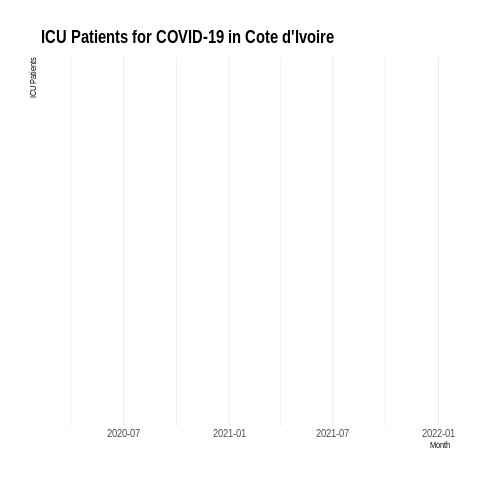 ICU Patients for COVID-19 in Cote d'Ivoire
ICU Patients
2020-07
2021-01
2021-07
2022-01
Month